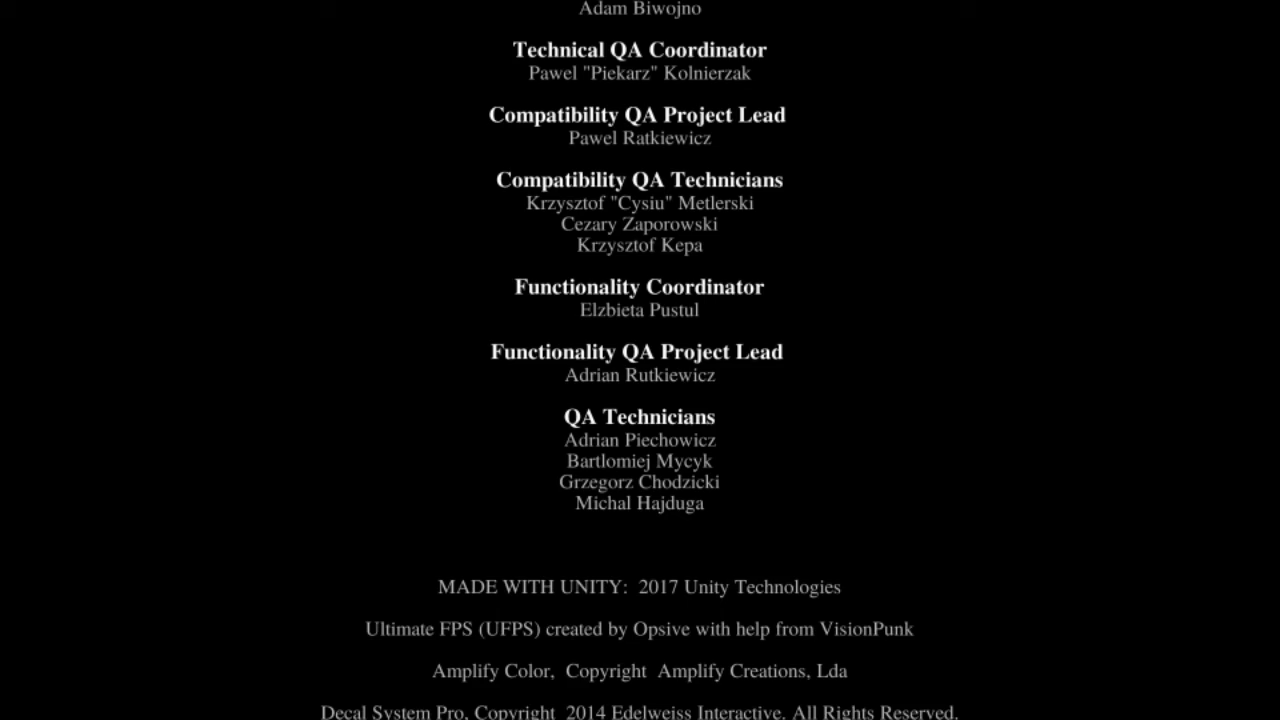 Adam Biwojno
Technical QA Coordinator
Pawel "Piekarz" Kolnierzak
Compatibility QA Project Lead
Pawel Ratkiewicz
Compatibility QA Technicians
Krzysztof "Cysiu" Metlerski
Cezary Zaporowski
Krzysztof Kepa
Functionality Coordinator
Elzbieta Pustul
Functionality QA Project Lead
Adrian Rutkiewicz
QA Technicians
Adrian Piechowicz
Bartlomiej Mycyk
Grzegorz Chodzicki
Michal Hajduga
MADE WITH UNITY:  2017 Unity Technologies
Ultimate FPS (UFPS) created by Opsive with help from VisionPunk
Amplify Color,  Copyright  Amplify Creations, Lda
Decal System Pro, Copyright  2014 Edelweiss Interactive. All Rights Reserved.